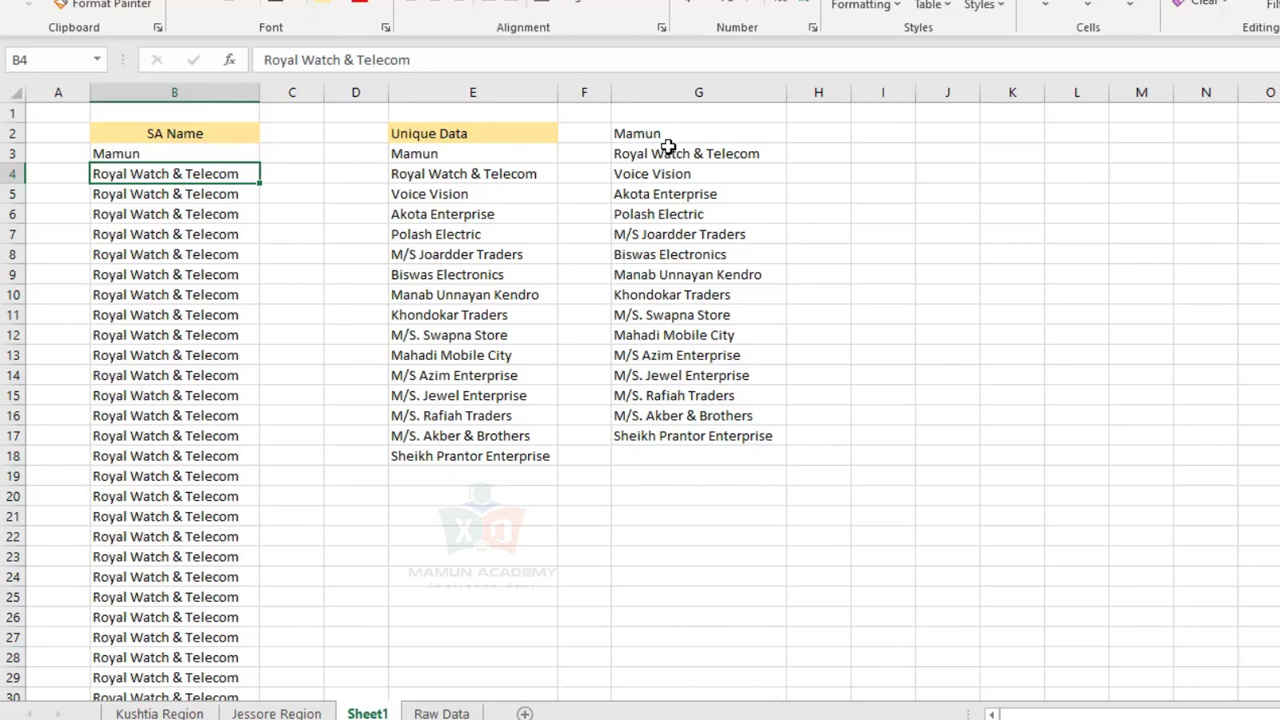 Format Painter
Formatting Table Styles Clear
Clipboard Font Alignment Number Styles Cells Editing
B4 fx Royal Watch & Telecom
A B C D E F G H I J K L M N O
1
2 SA Name Unique Data Mamun
3 Mamun Mamun Royal Watch & Telecom
4 Royal Watch & Telecom Royal Watch & Telecom Voice Vision
5 Royal Watch & Telecom Voice Vision Akota Enterprise
6 Royal Watch & Telecom Akota Enterprise Polash Electric
7 Royal Watch & Telecom Polash Electric M/S Joardder Traders
8 Royal Watch & Telecom M/S Joardder Traders Biswas Electronics
9 Royal Watch & Telecom Biswas Electronics Manab Unnayan Kendro
10 Royal Watch & Telecom Manab Unnayan Kendro Khondokar Traders
11 Royal Watch & Telecom Khondokar Traders M/S. Swapna Store
12 Royal Watch & Telecom M/S. Swapna Store Mahadi Mobile City
13 Royal Watch & Telecom Mahadi Mobile City M/S Azim Enterprise
14 Royal Watch & Telecom M/S Azim Enterprise M/S. Jewel Enterprise
15 Royal Watch & Telecom M/S. Jewel Enterprise M/S. Rafiah Traders
16 Royal Watch & Telecom M/S. Rafiah Traders M/S. Akber & Brothers
17 Royal Watch & Telecom M/S. Akber & Brothers Sheikh Prantor Enterprise
18 Royal Watch & Telecom Sheikh Prantor Enterprise
19 Royal Watch & Telecom
20 Royal Watch & Telecom
21 Royal Watch & Telecom
22 Royal Watch & Telecom
23 Royal Watch & Telecom
24 Royal Watch & Telecom
MAMUN ACADEMY
25 Royal Watch & Telecom
26 Royal Watch & Telecom
27 Royal Watch & Telecom
28 Royal Watch & Telecom
29 Royal Watch & Telecom
30 Royal Watch & Telecom
Kushtia Region Jessore Region Sheet1 Raw Data